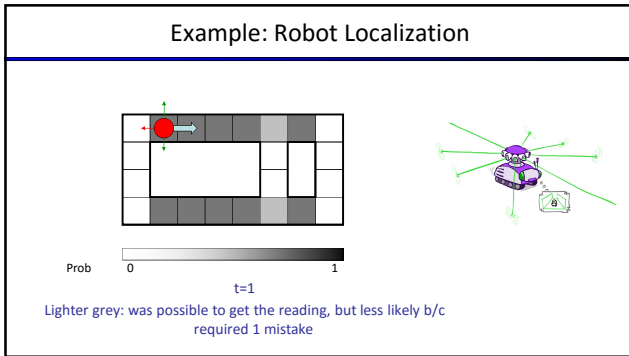 Example: Robot Localization
Prob
0
1
t=1
Lighter grey: was possible to get the reading, but less likely b/c
required 1 mistake